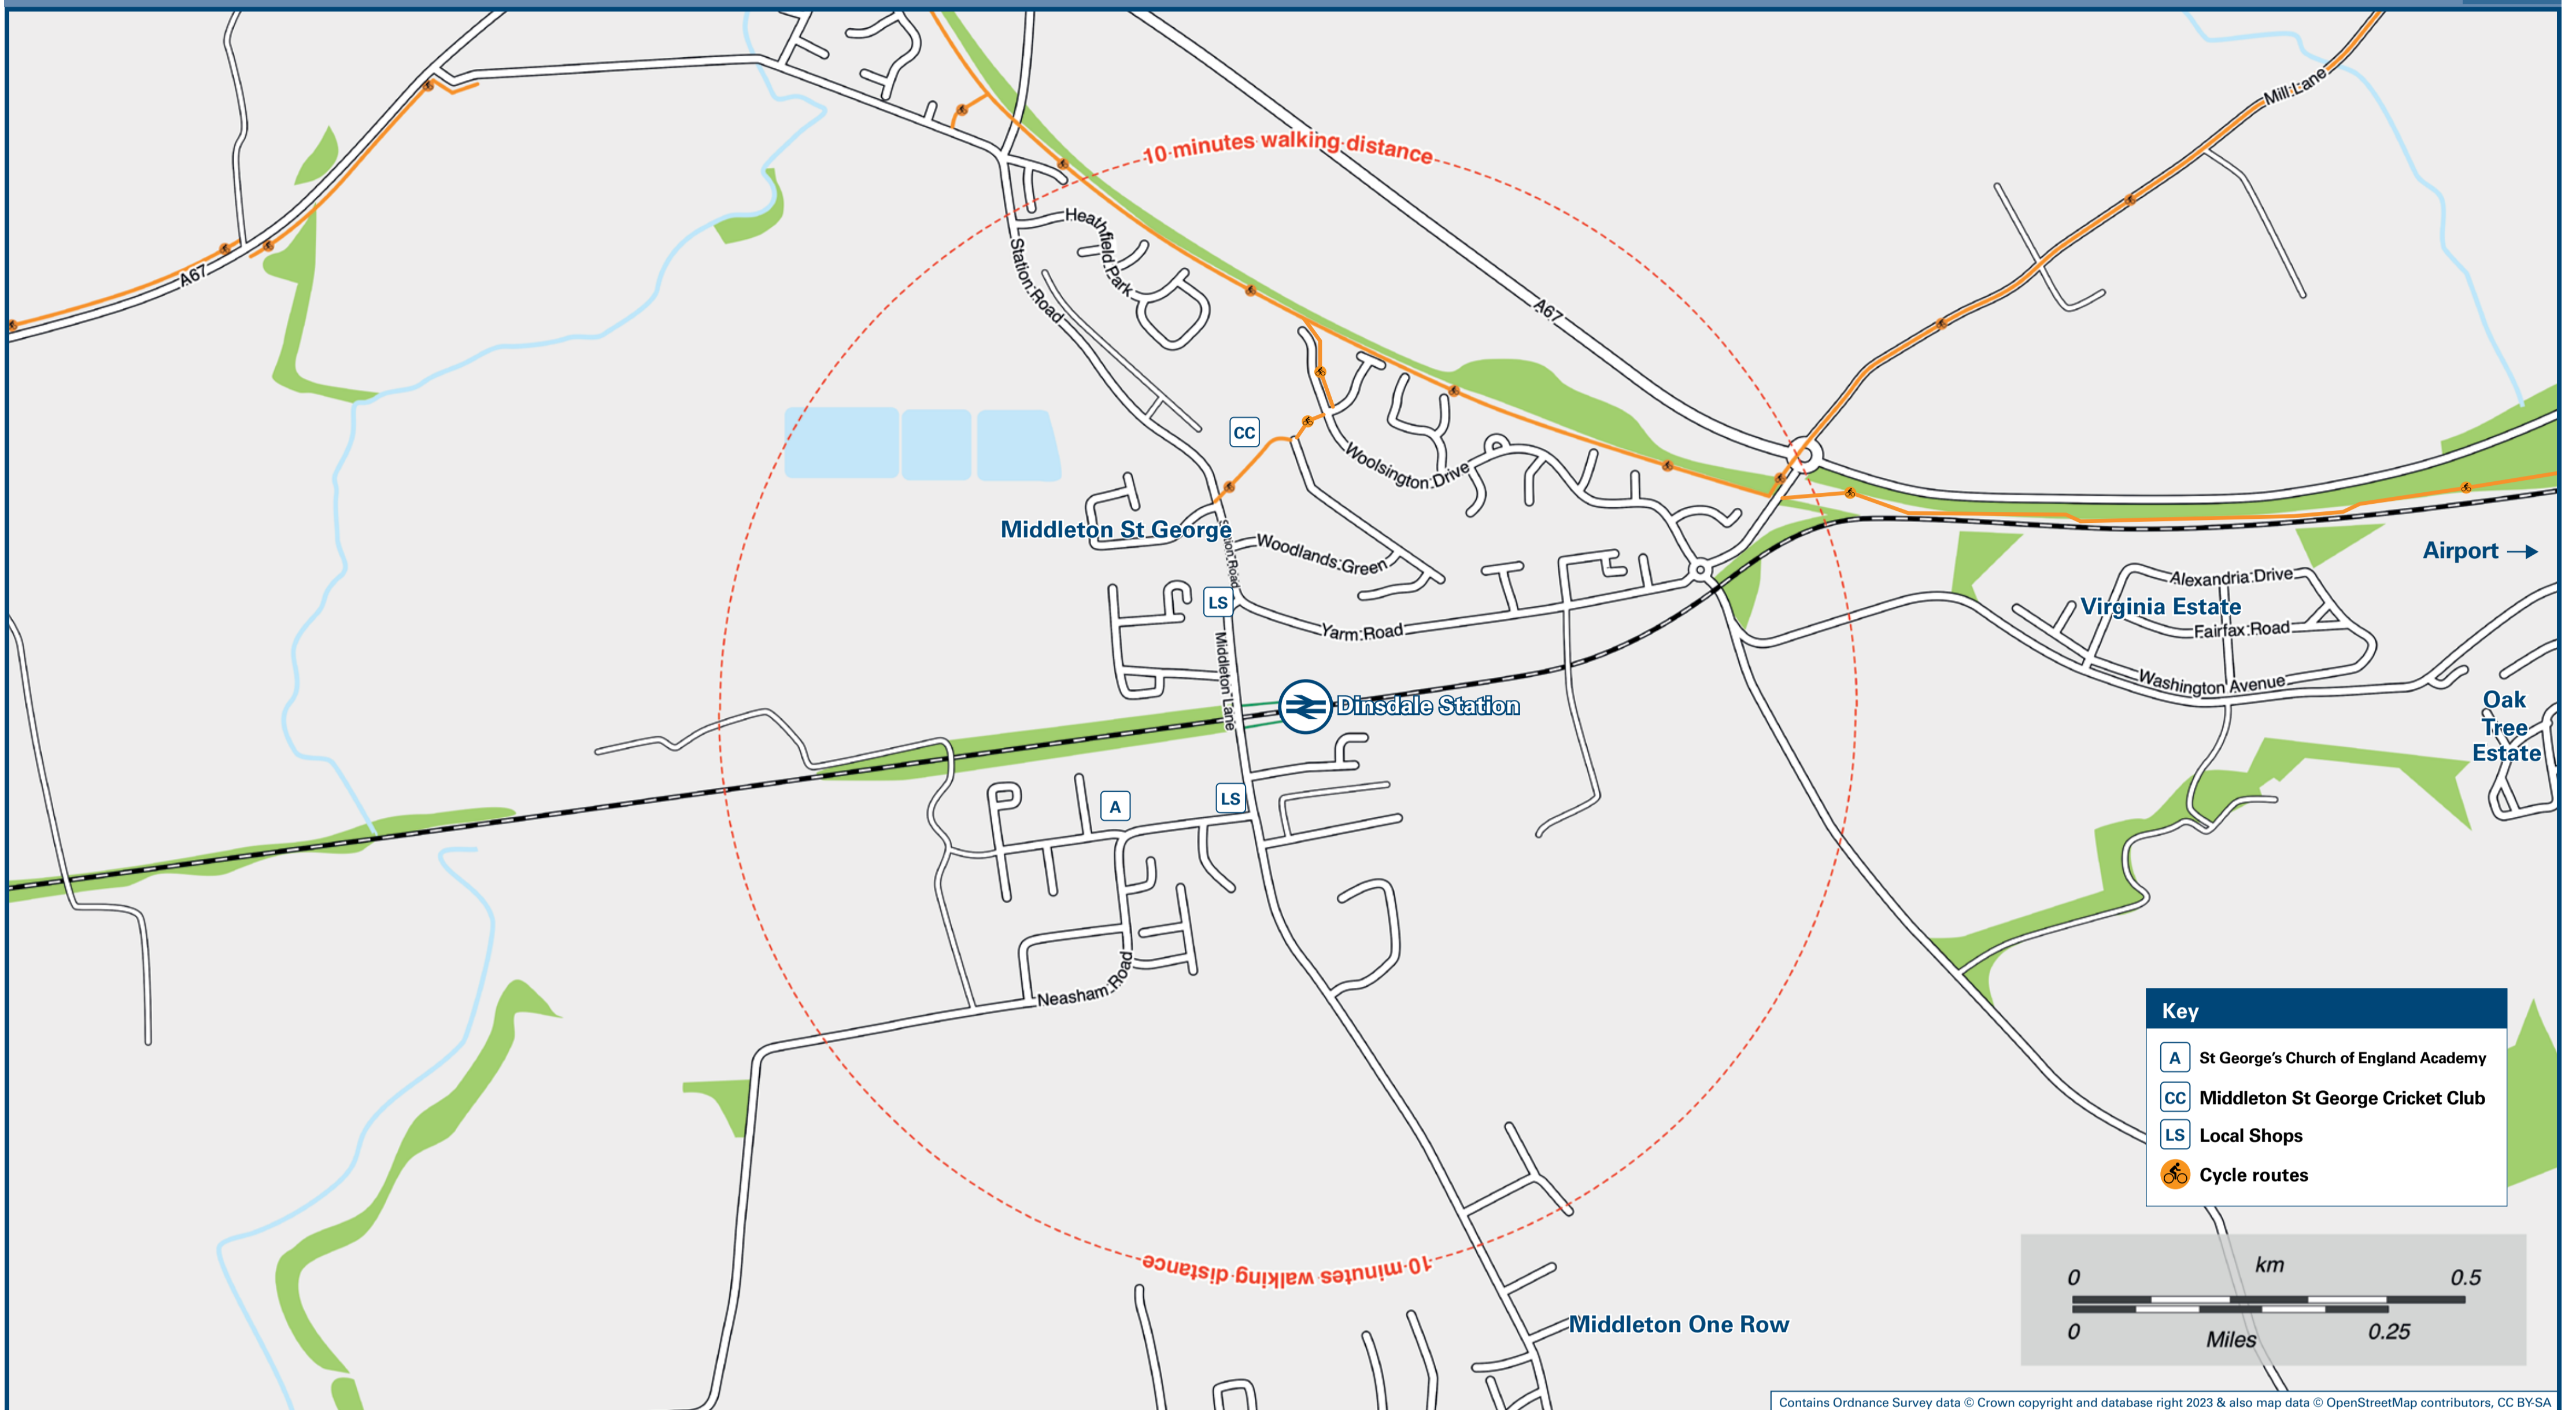 Mill Lane
10 minutes walking distance
Heathfield Park
Station Road
A67
A67
CC
Woolsington Drive
Middleton St George
Station Road
Woodlands Green
Airport
Alexandria Drive
LS
Virginia Estate
Yarm Road
Fairfax Road
Middleton Lane
Washington Avenue
Dinsdale Station
Oak
Tree
Estate
A
LS
Neasham Road
Key
A St George's Church of England Academy
CC Middleton St George Cricket Club
LS Local Shops
Cycle routes
10 minutes walking distance
km
0 0.5
0 0.25
Miles
Middleton One Row
Contains Ordnance Survey data © Crown copyright and database right 2023 & also map data © OpenStreetMap contributors, CC BY-SA